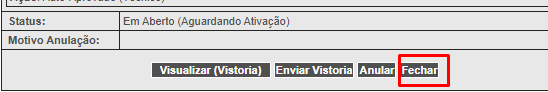 Status: Em Aberto (Aguardando Ativação)
Motivo Anulação:
Visualizar (Vistoria) Enviar Vistoria Anular Fechar